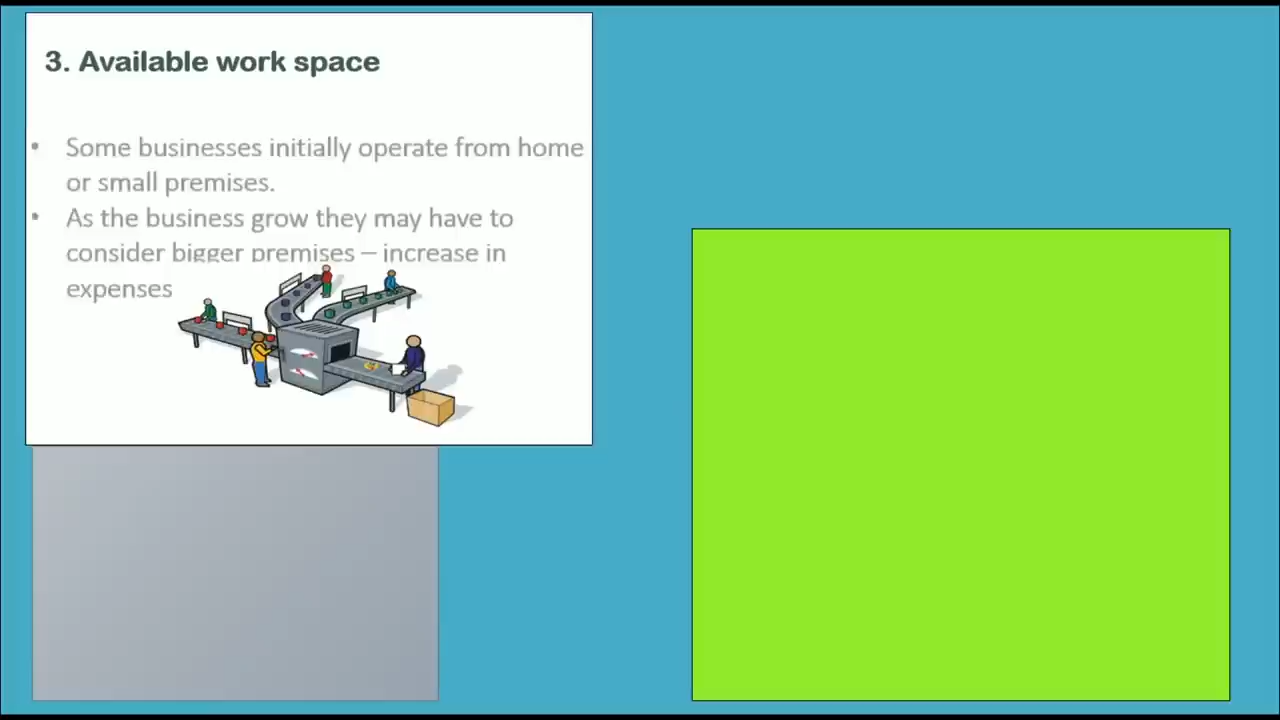 3. Available work space
• Some businesses initially operate from home
or small premises.
• As the business grow they may have to
consider bigger premises – increase in
expenses